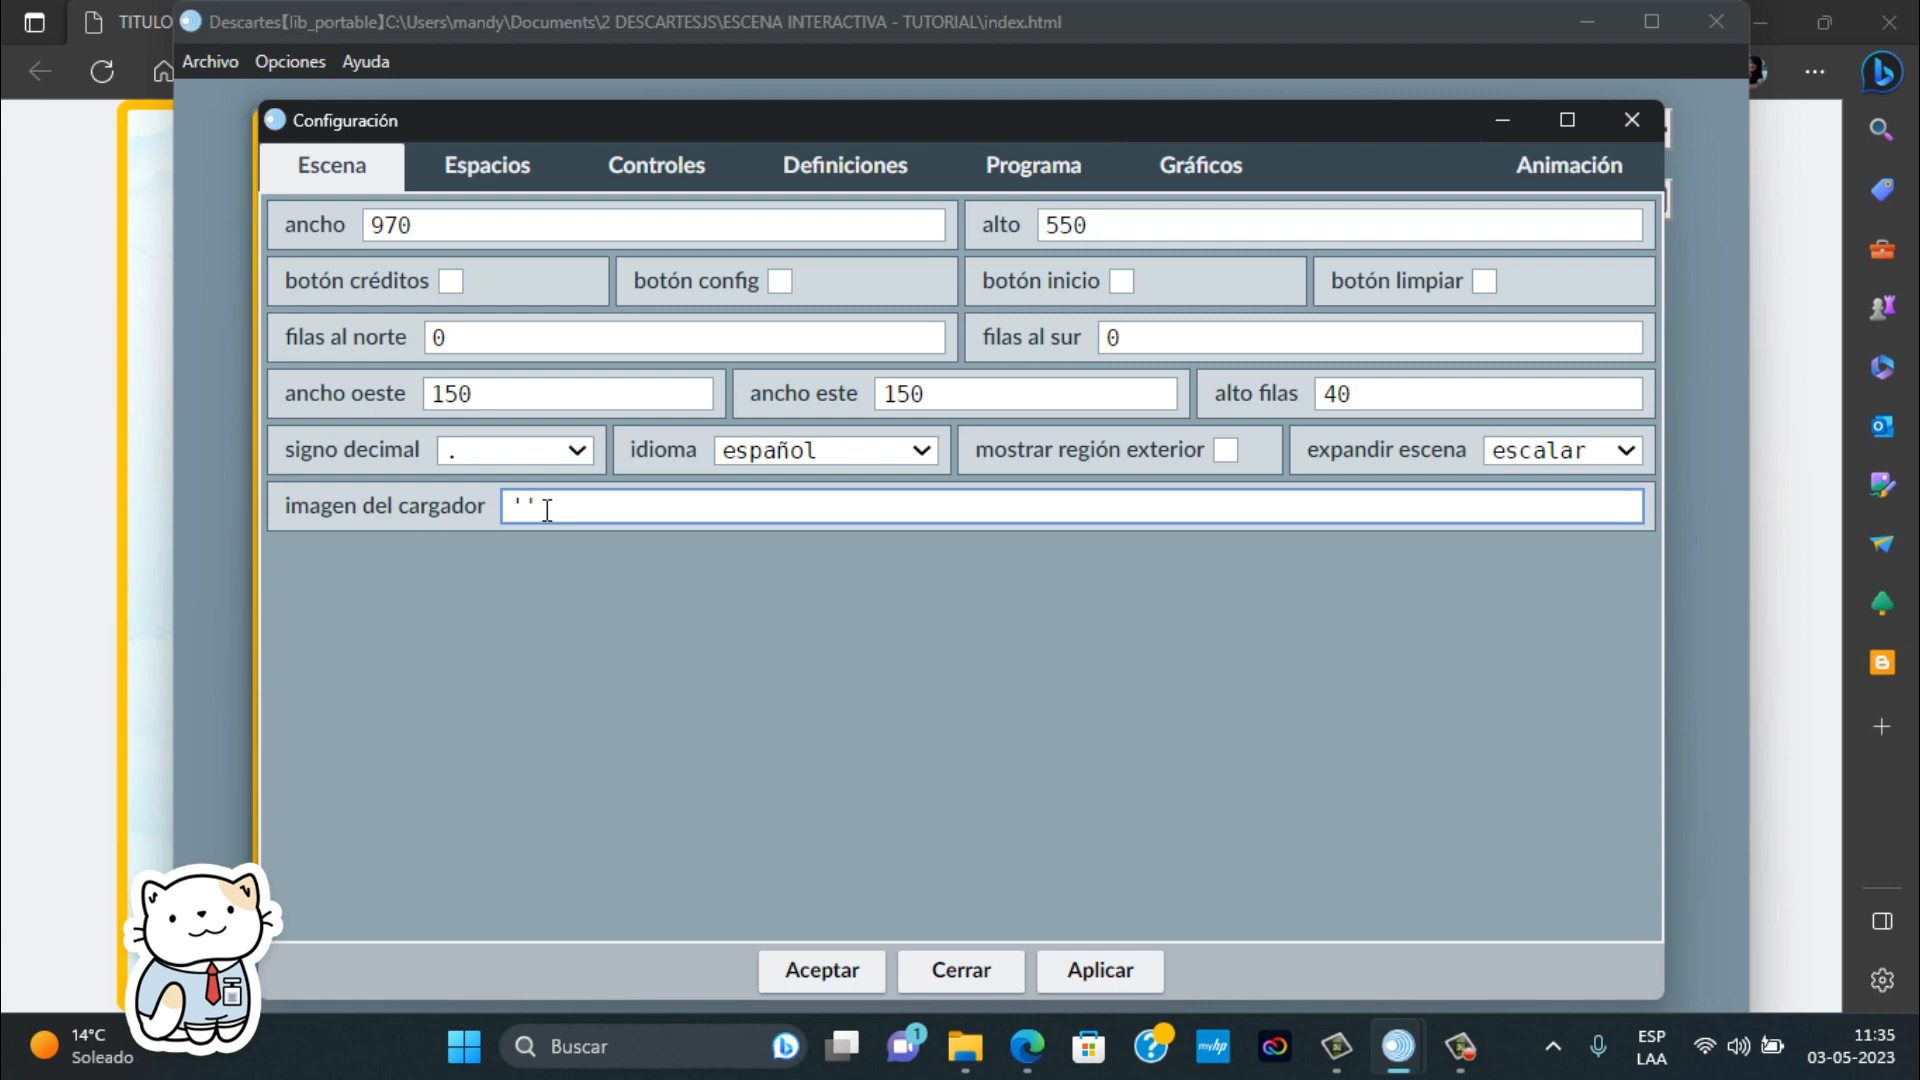 TITULO
Descartes【lib_portable】C:\Users\mandy\Documents\2 DESCARTESJS\ESCENA INTERACTIVA - TUTORIAL\index.html
Archivo Opciones Ayuda
Configuración
Escena Espacios Controles Definiciones Programa Gráficos Animación
ancho 970 alto 550
botón créditos botón config botón inicio botón limpiar
filas al norte 0 filas al sur 0
ancho oeste 150 ancho este 150 alto filas 40
signo decimal . idioma español mostrar región exterior expandir escena escalar
imagen del cargador ''
Aceptar Cerrar Aplicar
14°C
Soleado
Buscar
1
myhp
ESP
LAA
11:35
03-05-2023